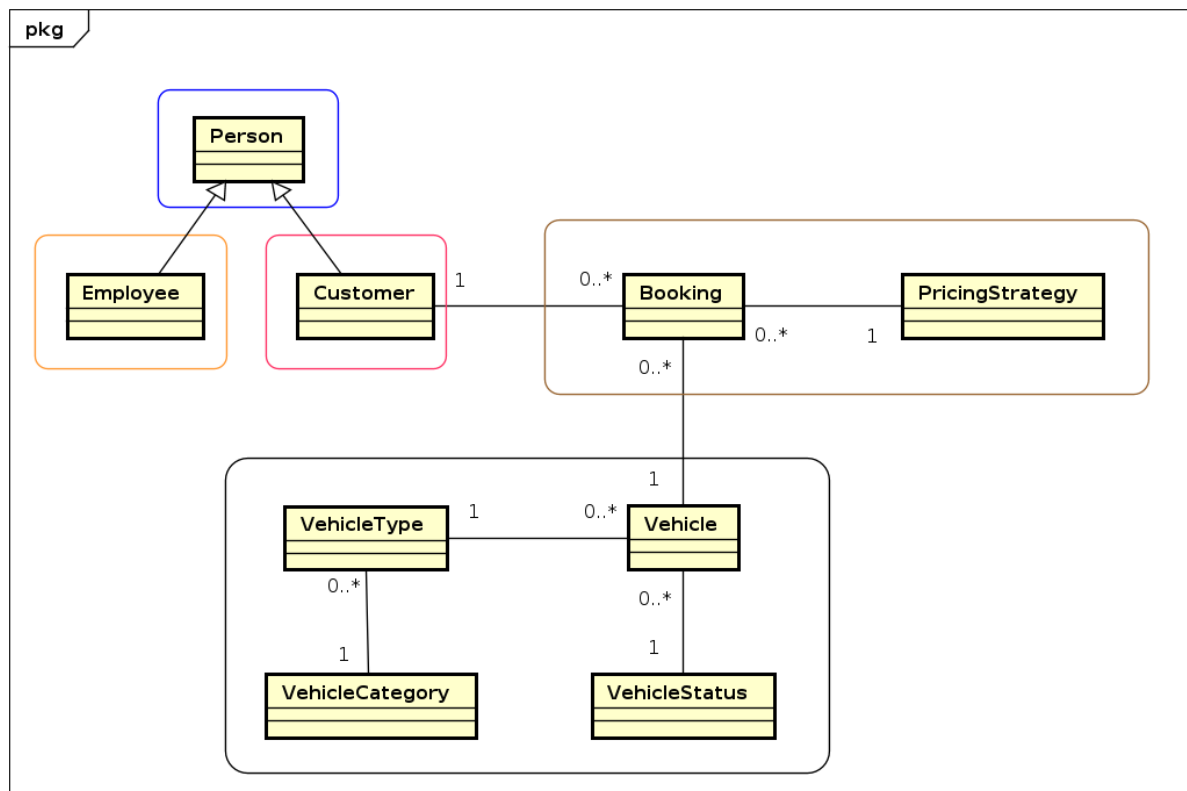 pkg
Person
Employee
Customer
1
0..*
Booking
PricingStrategy
0..*
1
0..*
1
VehicleType
1
0..*
Vehicle
0..*
0..*
1
1
VehicleCategory
VehicleStatus